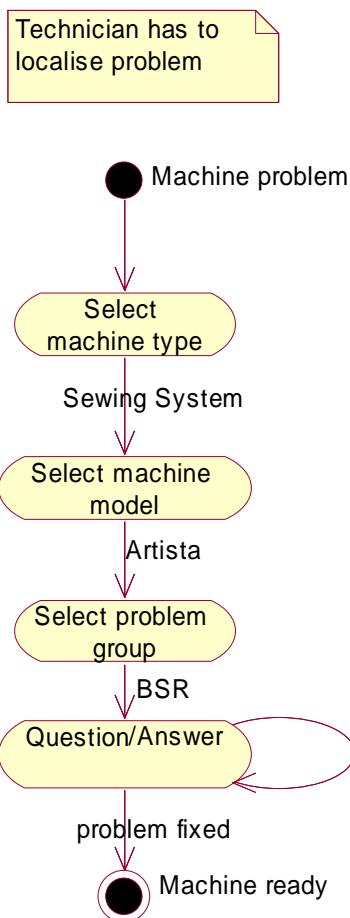 Technician has to
localise problem
Machine problem
Select
machine type
Sewing System
Select machine
model
Artista
Select problem
group
BSR
Question/Answer
problem fixed
Machine ready